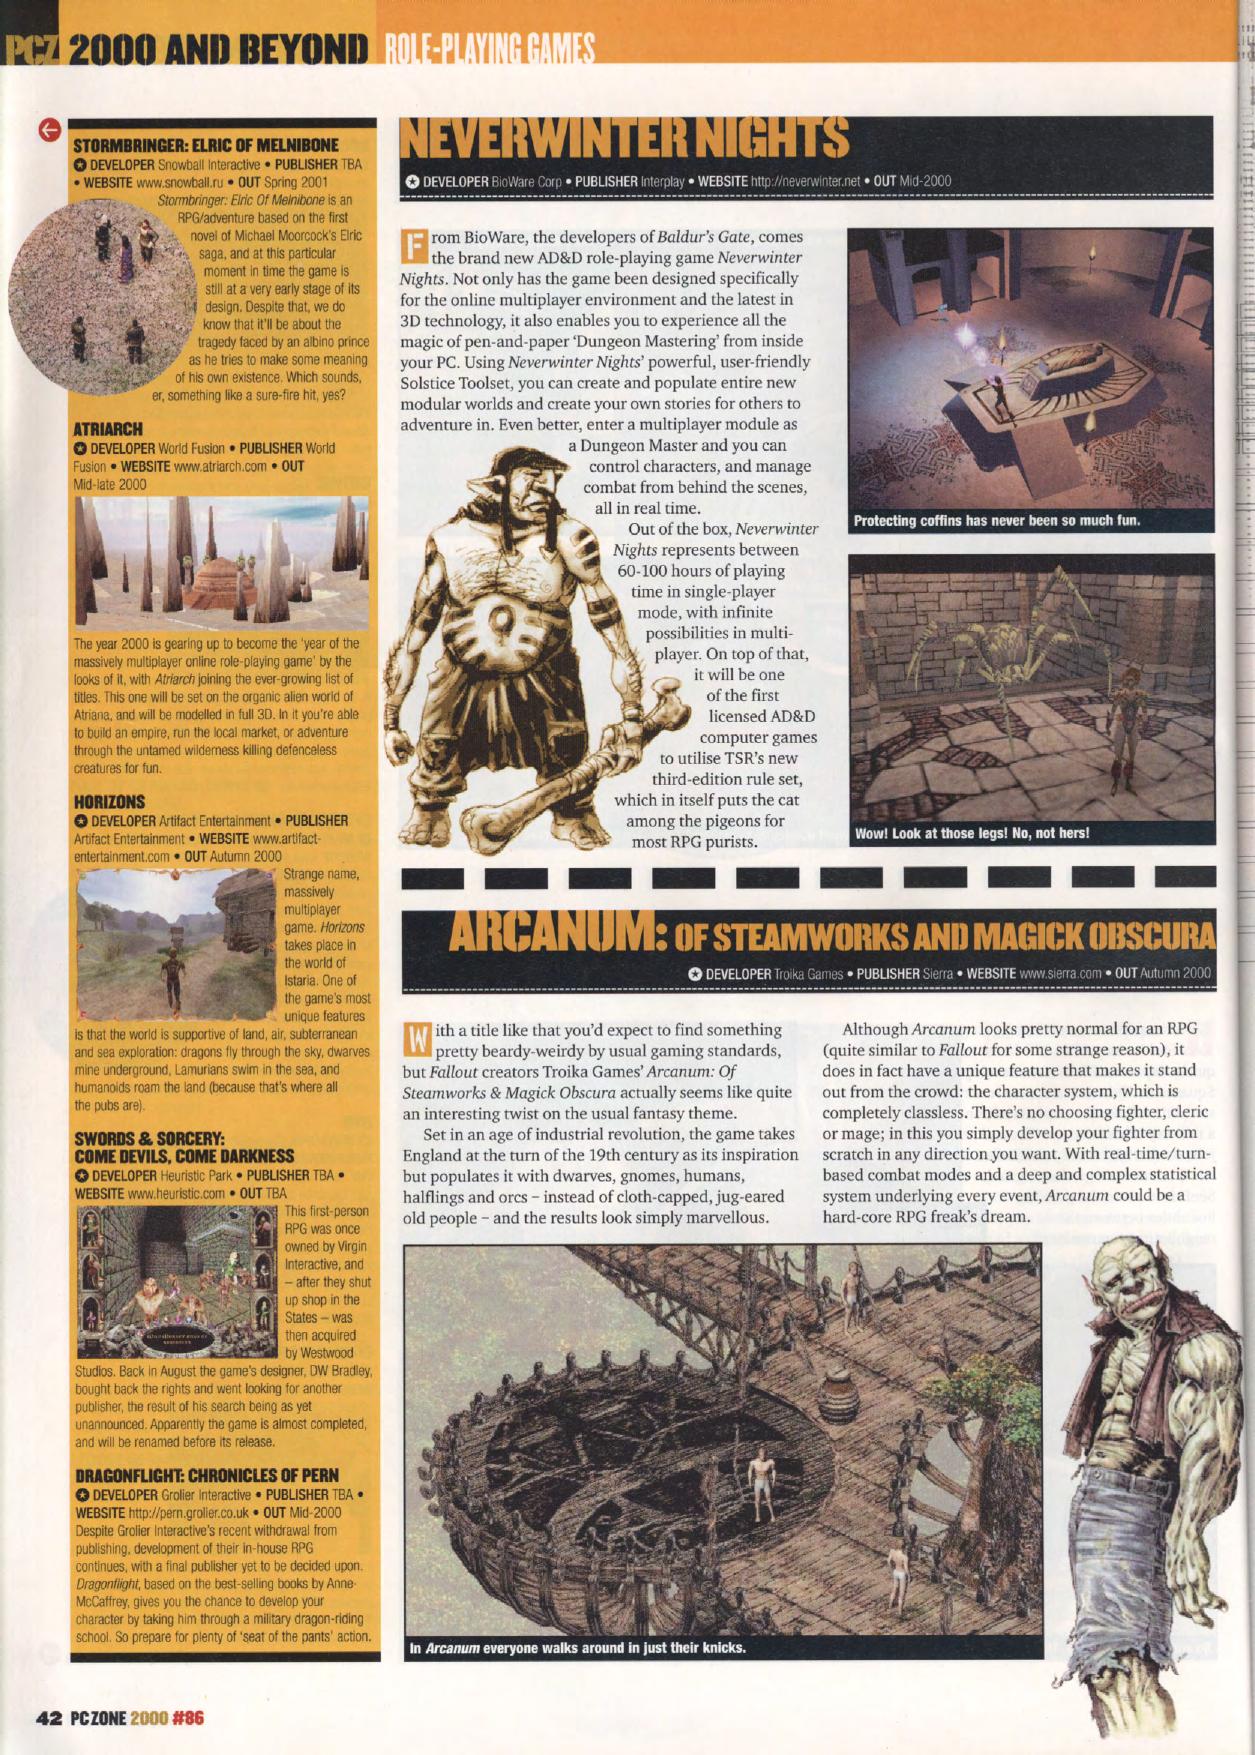 PCZ 2000 AND BEYOND ROLE-PLAYING GAMES
STORMBRINGER: ELRIC OF MELNIBONE
DEVELOPER Snowball Interactive • PUBLISHER TBA
• WEBSITE www.snowball.ru • OUT Spring 2001
Stormbringer: Elric Of Melnibone is an
RPG/adventure based on the first
novel of Michael Moorcock's Elric
saga, and at this particular
moment in time the game is
still at a very early stage of its
design. Despite that, we do
know that it'll be about the
tragedy faced by an albino prince
as he tries to make some meaning
of his own existence. Which sounds,
er, something like a sure-fire hit, yes?
ATRIARCH
DEVELOPER World Fusion • PUBLISHER World
Fusion • WEBSITE www.atriarch.com • OUT
Mid-late 2000
The year 2000 is gearing up to become the 'year of the
massively multiplayer online role-playing game' by the
looks of it, with Atriarch joining the ever-growing list of
titles. This one will be set on the organic alien world of
Atriana, and will be modelled in full 3D. In it you're able
to build an empire, run the local market, or adventure
through the untamed wilderness killing defenceless
creatures for fun.
HORIZONS
DEVELOPER Artifact Entertainment • PUBLISHER
Artifact Entertainment • WEBSITE www.artifact-
entertainment.com • OUT Autumn 2000
Strange name,
massively
multiplayer
game. Horizons
takes place in
the world of
Istaria. One of
the game's most
unique features
is that the world is supportive of land, air, subterranean
and sea exploration: dragons fly through the sky, dwarves
mine underground, Lamurians swim in the sea, and
humanoids roam the land (because that's where all
the pubs are).
SWORDS & SORCERY:
COME DEVILS, COME DARKNESS
DEVELOPER Heuristic Park • PUBLISHER TBA •
WEBSITE www.heuristic.com • OUT TBA
This first-person
RPG was once
owned by Virgin
Interactive, and
– after they shut
up shop in the
States – was
then acquired
by Westwood
Studios. Back in August the game's designer, DW Bradley,
bought back the rights and went looking for another
publisher, the result of his search being as yet
unannounced. Apparently the game is almost completed,
and will be renamed before its release.
DRAGONFLIGHT: CHRONICLES OF PERN
DEVELOPER Grolier Interactive • PUBLISHER TBA •
WEBSITE http://pern.grolier.co.uk • OUT Mid-2000
Despite Grolier Interactive's recent withdrawal from
publishing, development of their in-house RPG
continues, with a final publisher yet to be decided upon.
Dragonflight, based on the best-selling books by Anne-
McCaffrey, gives you the chance to develop your
character by taking him through a military dragon-riding
school. So prepare for plenty of 'seat of the pants' action.
NEVERWINTER NIGHTS
DEVELOPER BioWare Corp • PUBLISHER Interplay • WEBSITE http://neverwinter.net • OUT Mid-2000
From BioWare, the developers of Baldur's Gate, comes
the brand new AD&D role-playing game Neverwinter
Nights. Not only has the game been designed specifically
for the online multiplayer environment and the latest in
3D technology, it also enables you to experience all the
magic of pen-and-paper 'Dungeon Mastering' from inside
your PC. Using Neverwinter Nights' powerful, user-friendly
Solstice Toolset, you can create and populate entire new
modular worlds and create your own stories for others to
adventure in. Even better, enter a multiplayer module as
a Dungeon Master and you can
control characters, and manage
combat from behind the scenes,
all in real time.
Out of the box, Neverwinter
Nights represents between
60-100 hours of playing
time in single-player
mode, with infinite
possibilities in multi-
player. On top of that,
it will be one
of the first
licensed AD&D
computer games
to utilise TSR's new
third-edition rule set,
which in itself puts the cat
among the pigeons for
most RPG purists.
Protecting coffins has never been so much fun.
Wow! Look at those legs! No, not hers!
ARCANUM: OF STEAMWORKS AND MAGICK OBSCURA
DEVELOPER Troika Games • PUBLISHER Sierra • WEBSITE www.sierra.com • OUT Autumn 2000
With a title like that you'd expect to find something
pretty beardy-weirdy by usual gaming standards,
but Fallout creators Troika Games' Arcanum: Of
Steamworks & Magick Obscura actually seems like quite
an interesting twist on the usual fantasy theme.
Set in an age of industrial revolution, the game takes
England at the turn of the 19th century as its inspiration
but populates it with dwarves, gnomes, humans,
halflings and orcs – instead of cloth-capped, jug-eared
old people – and the results look simply marvellous.
Although Arcanum looks pretty normal for an RPG
(quite similar to Fallout for some strange reason), it
does in fact have a unique feature that makes it stand
out from the crowd: the character system, which is
completely classless. There's no choosing fighter, cleric
or mage; in this you simply develop your fighter from
scratch in any direction you want. With real-time/turn-
based combat modes and a deep and complex statistical
system underlying every event, Arcanum could be a
hard-core RPG freak's dream.
In Arcanum everyone walks around in just their knicks.
42 PC ZONE 2000 #86